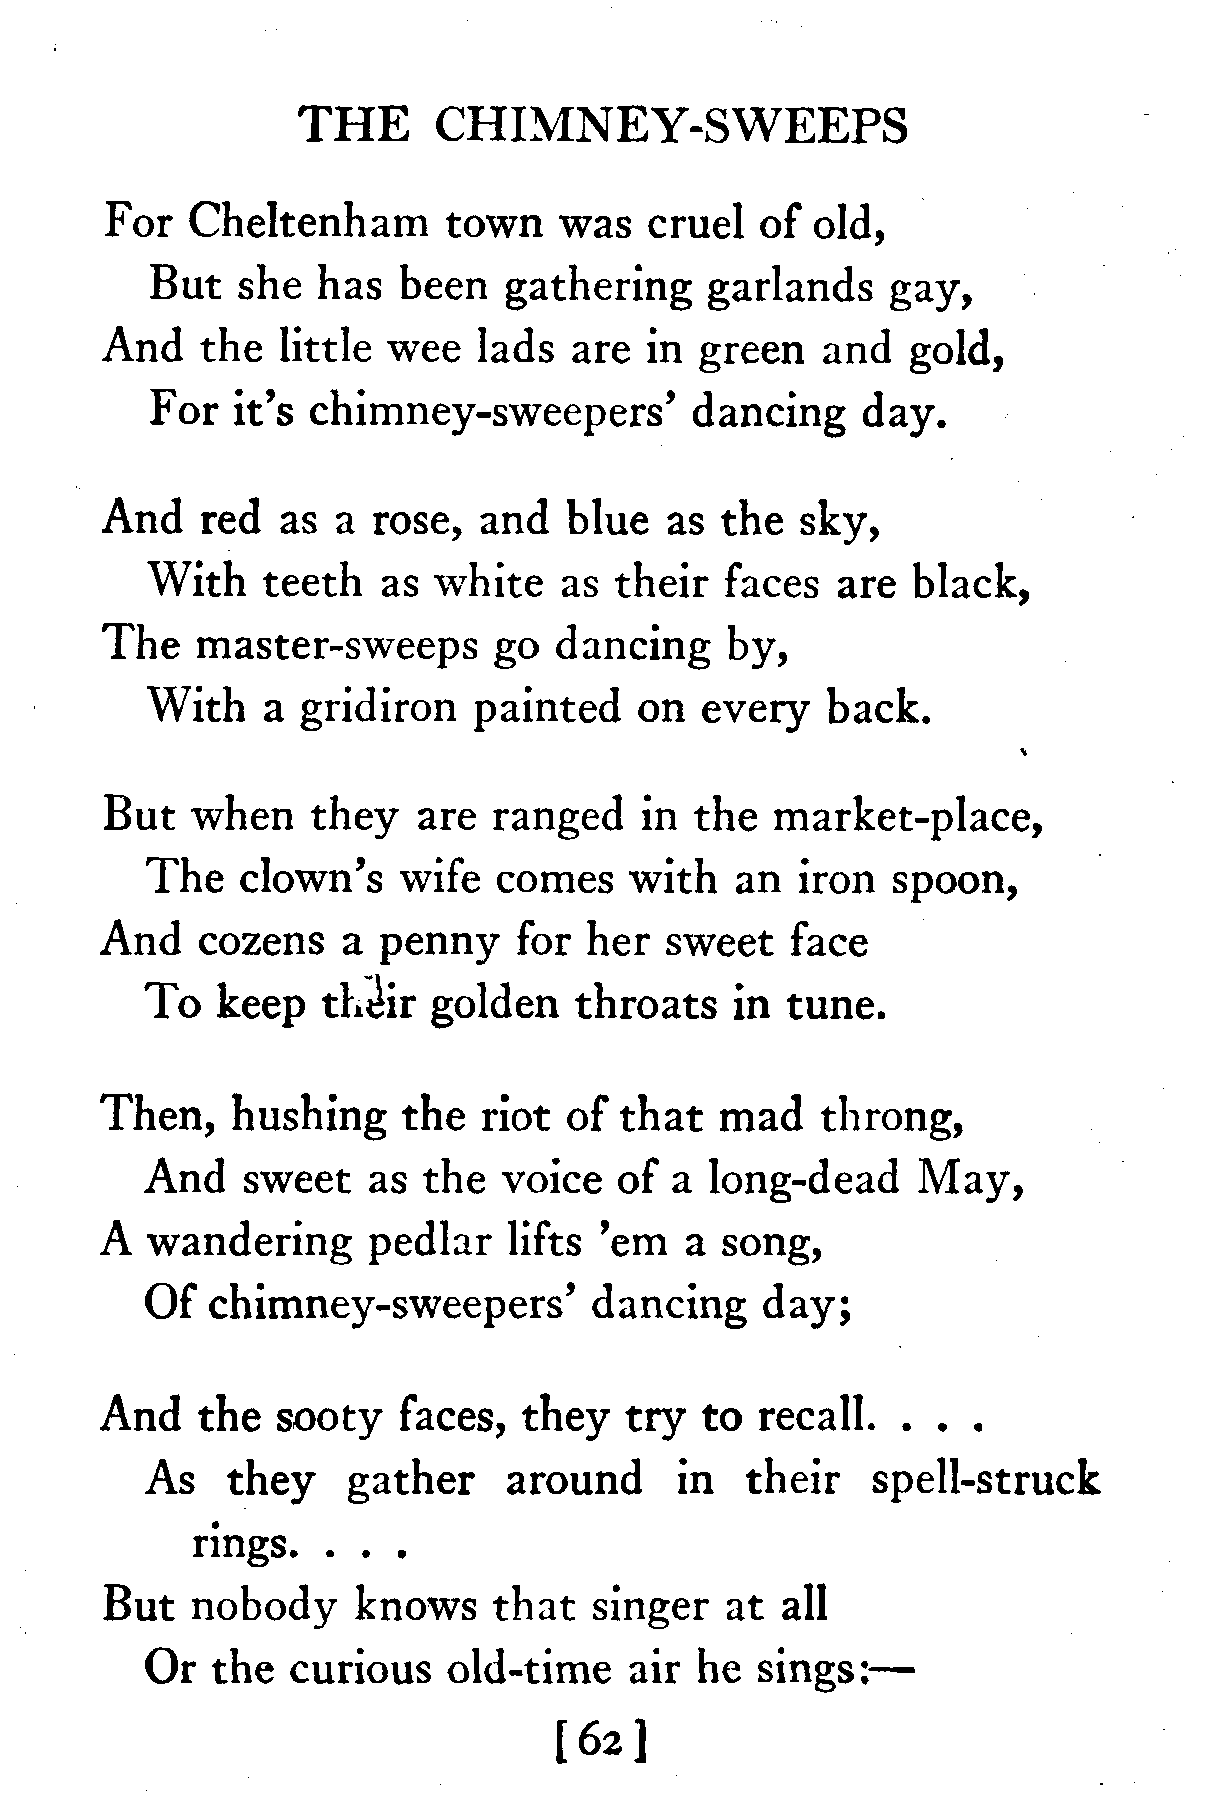 THE CHIMNEY-SWEEPS
For Cheltenham town was cruel of old,
But she has been gathering garlands gay,
And the little wee lads are in green and gold,
For it's chimney-sweepers' dancing day.
And red as a rose, and blue as the sky,
With teeth as white as their faces are black,
The master-sweeps go dancing by,
With a gridiron painted on every back.
But when they are ranged in the market-place,
The clown's wife comes with an iron spoon,
And cozens a penny for her sweet face
To keep their golden throats in tune.
Then, hushing the riot of that mad throng,
And sweet as the voice of a long-dead May,
A wandering pedlar lifts 'em a song,
Of chimney-sweepers' dancing day;
And the sooty faces, they try to recall. . . .
As they gather around in their spell-struck
rings. . . .
But nobody knows that singer at all
Or the curious old-time air he sings:—
[ 62 ]